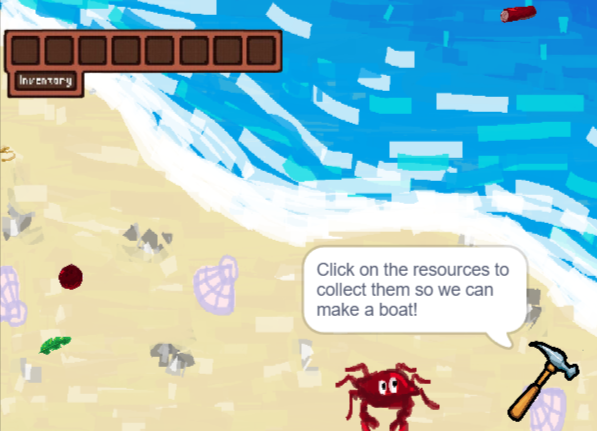 Inventory
Click on the resources to
collect them so we can
make a boat!